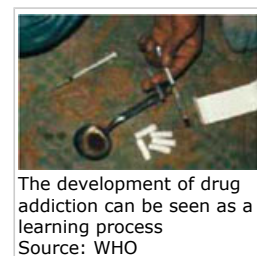 The development of drug
addiction can be seen as a
learning process
Source: WHO